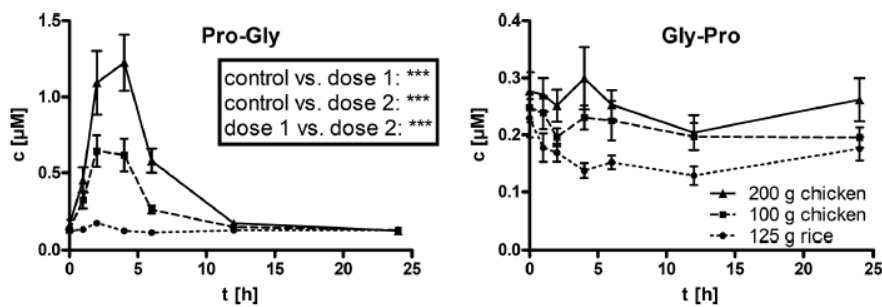 Pro-Gly
control vs. dose 1: ***
control vs. dose 2: ***
dose 1 vs. dose 2: ***
c [µM]
1.5
1.0
0.5
0.0
0 5 10 15 20 25
t [h]
Gly-Pro
c [µM]
0.4
0.3
0.2
0.1
0.0
200 g chicken
100 g chicken
125 g rice
0 5 10 15 20 25
t [h]